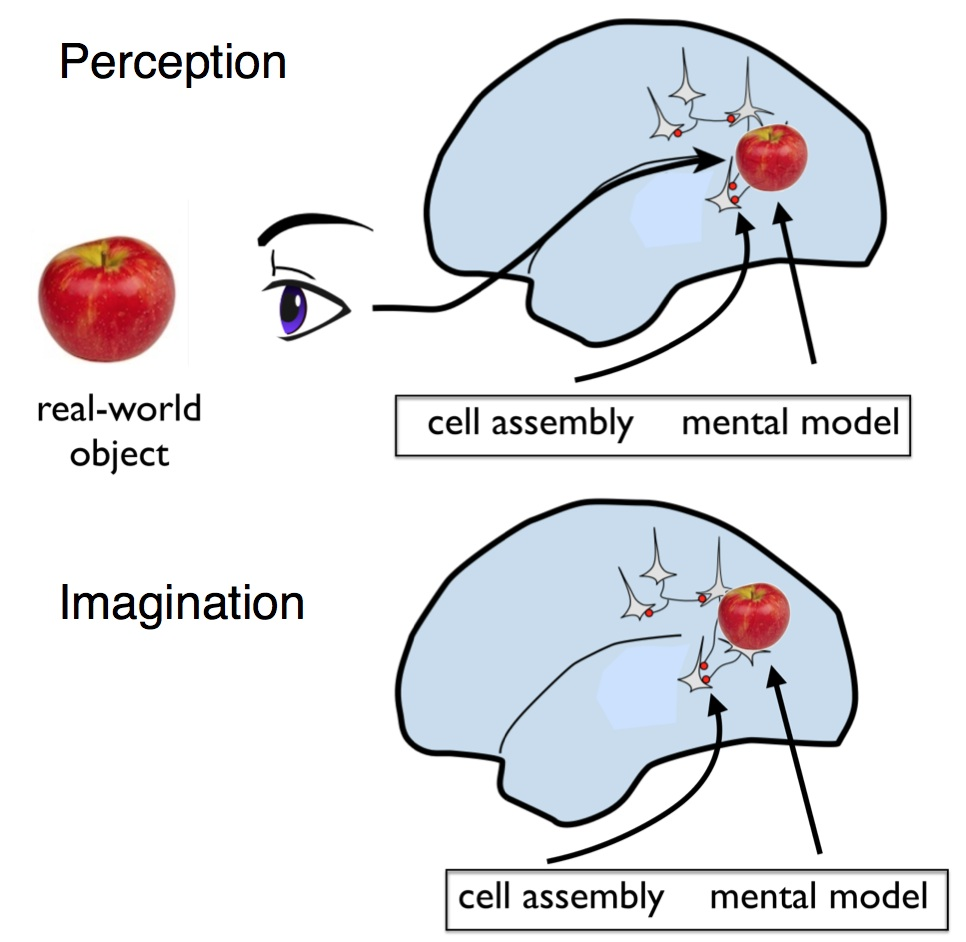 Perception
real-world
object
cell assembly mental model
Imagination
cell assembly mental model